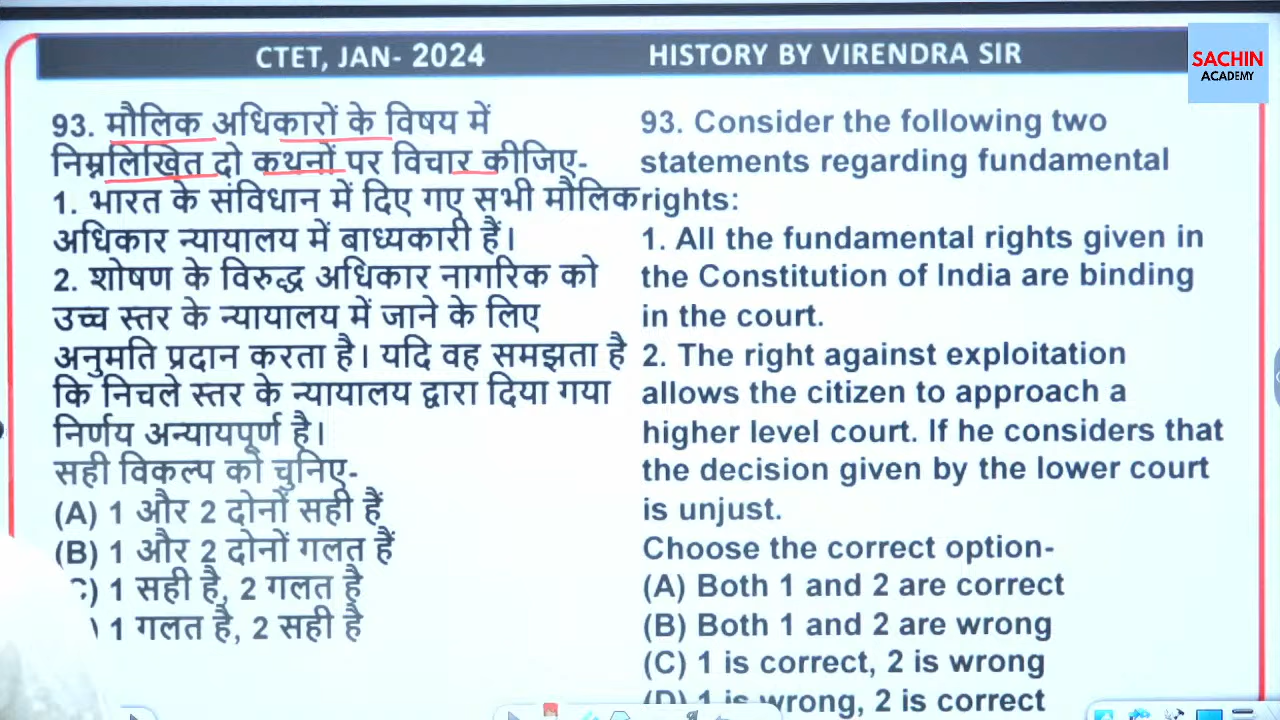 CTET, JAN- 2024
HISTORY BY VIRENDRA SIR
SACHIN
ACADEMY
93. मौलिक अधिकारों के विषय में
निम्नलिखित दो कथनों पर विचार कीजिए-
1. भारत के संविधान में दिए गए सभी मौलिक
अधिकार न्यायालय में बाध्यकारी हैं।
2. शोषण के विरुद्ध अधिकार नागरिक को
उच्च स्तर के न्यायालय में जाने के लिए
अनुमति प्रदान करता है। यदि वह समझता है
कि निचले स्तर के न्यायालय द्वारा दिया गया
निर्णय अन्यायपूर्ण है।
सही विकल्प को चुनिए-
(A) 1 और 2 दोनों सही हैं
(B) 1 और 2 दोनों गलत हैं
) 1 सही है, 2 गलत है
) 1 गलत है, 2 सही है
93. Consider the following two
statements regarding fundamental
rights:
1. All the fundamental rights given in
the Constitution of India are binding
in the court.
2. The right against exploitation
allows the citizen to approach a
higher level court. If he considers that
the decision given by the lower court
is unjust.
Choose the correct option-
(A) Both 1 and 2 are correct
(B) Both 1 and 2 are wrong
(C) 1 is correct, 2 is wrong
(D) 1 is wrong, 2 is correct